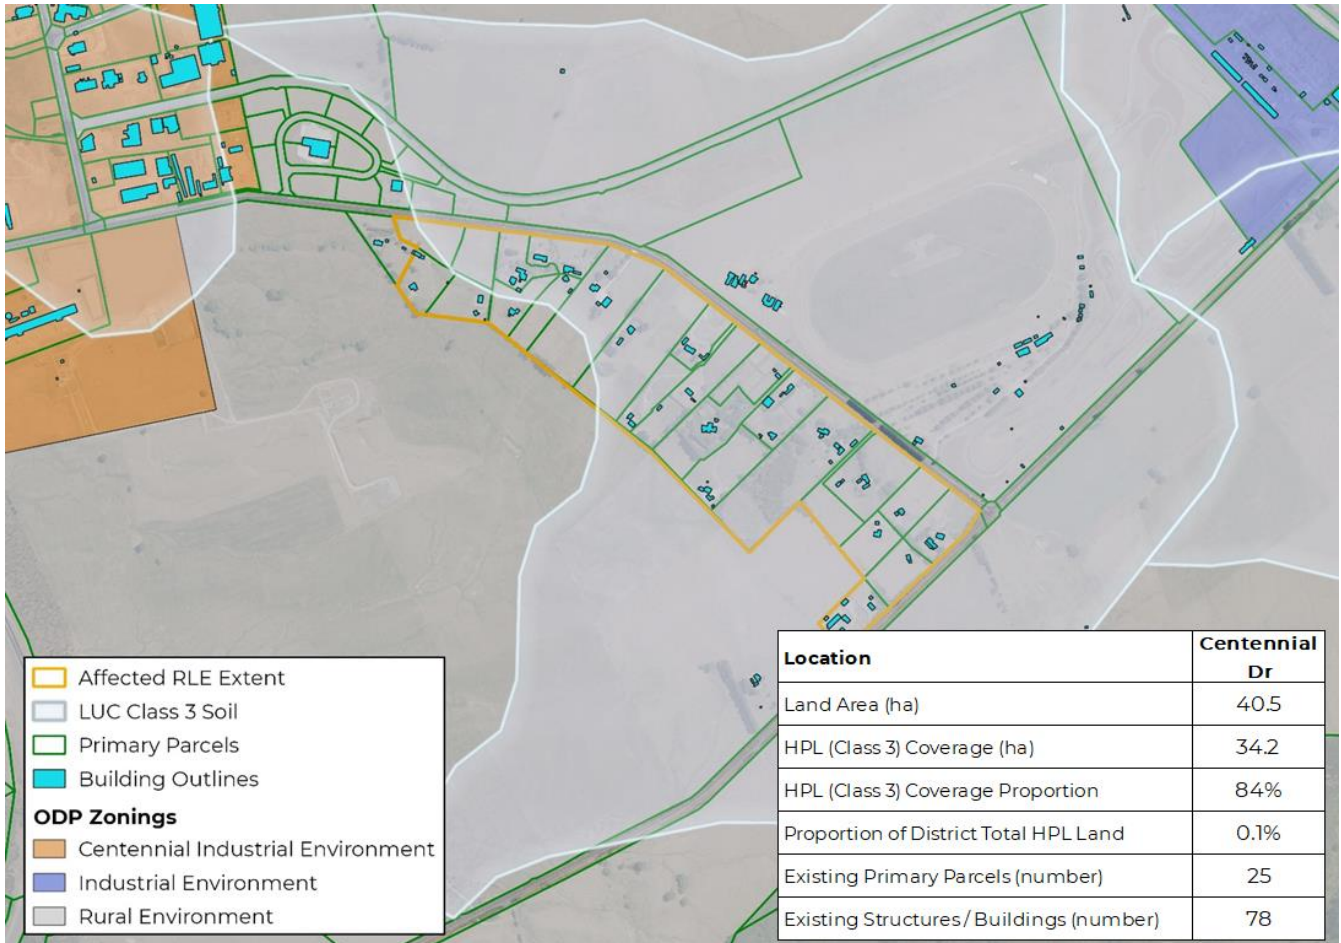 Affected RLE Extent
LUC Class 3 Soil
Primary Parcels
Building Outlines
ODP Zonings
Centennial Industrial Environment
Industrial Environment
Rural Environment
Location Centennial
Dr
Land Area (ha) 40.5
HPL (Class 3) Coverage (ha) 34.2
HPL (Class 3) Coverage Proportion 84%
Proportion of District Total HPL Land 0.1%
Existing Primary Parcels (number) 25
Existing Structures / Buildings (number) 78